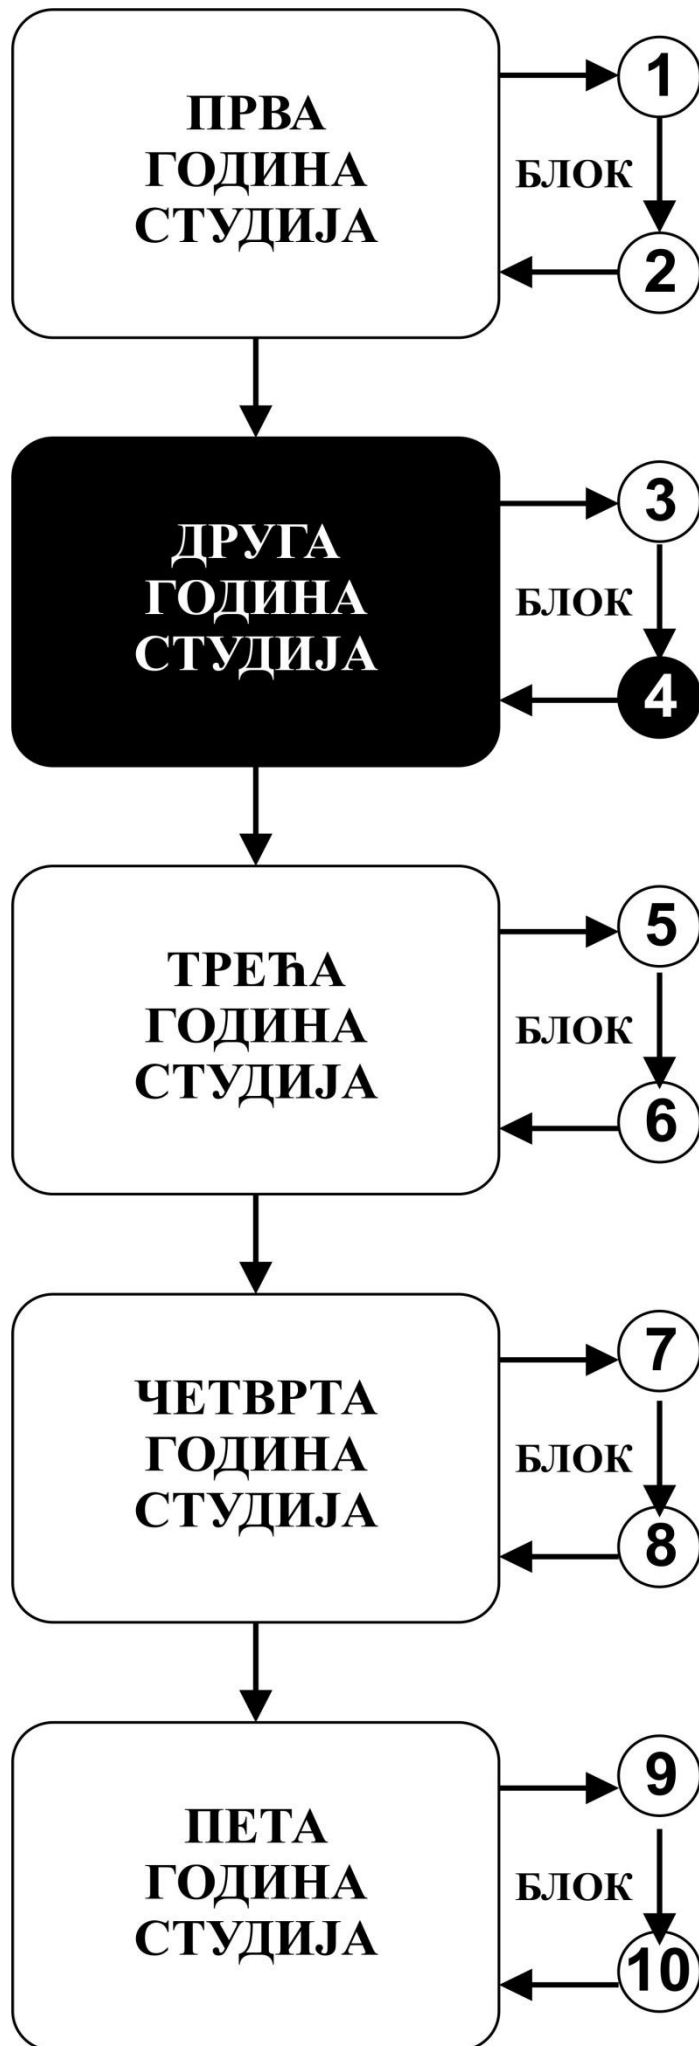 ПРВА
ГОДИНА
СТУДИЈА
1
БЛОК
2
ДРУГА
ГОДИНА
СТУДИЈА
3
БЛОК
4
ТРЕЋА
ГОДИНА
СТУДИЈА
5
БЛОК
6
ЧЕТВРТА
ГОДИНА
СТУДИЈА
7
БЛОК
8
ПЕТА
ГОДИНА
СТУДИЈА
9
БЛОК
10